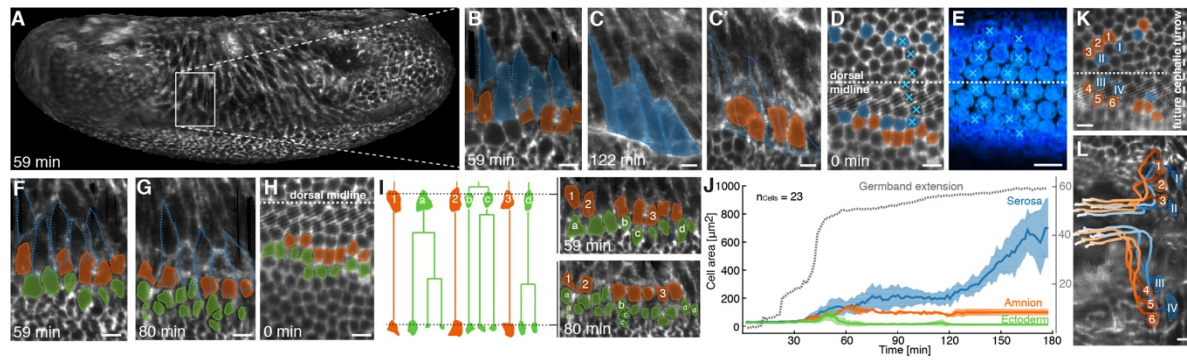 A
59 min
B
59 min
C
122 min
C'
D
dorsal
midline
0 min
E
K
1
2
3
I
II
III
IV
4
5
6
future cephalic furrow
F
59 min
G
80 min
H
dorsal midline
0 min
I
1
a
2
b
c
3
d
1
2
3
a
b
c
d
59 min
1
2
3
a
a
b
b
c
c
d
d
80 min
J
1000
800
600
400
200
0
Cell area [µm²]
nCells = 23
Germband extension
Serosa
Amnion
Ectoderm
60
40
20
30
60
90
120
150
180
Time [min]
L
1
I
2
II
3
III
4
5
IV
6